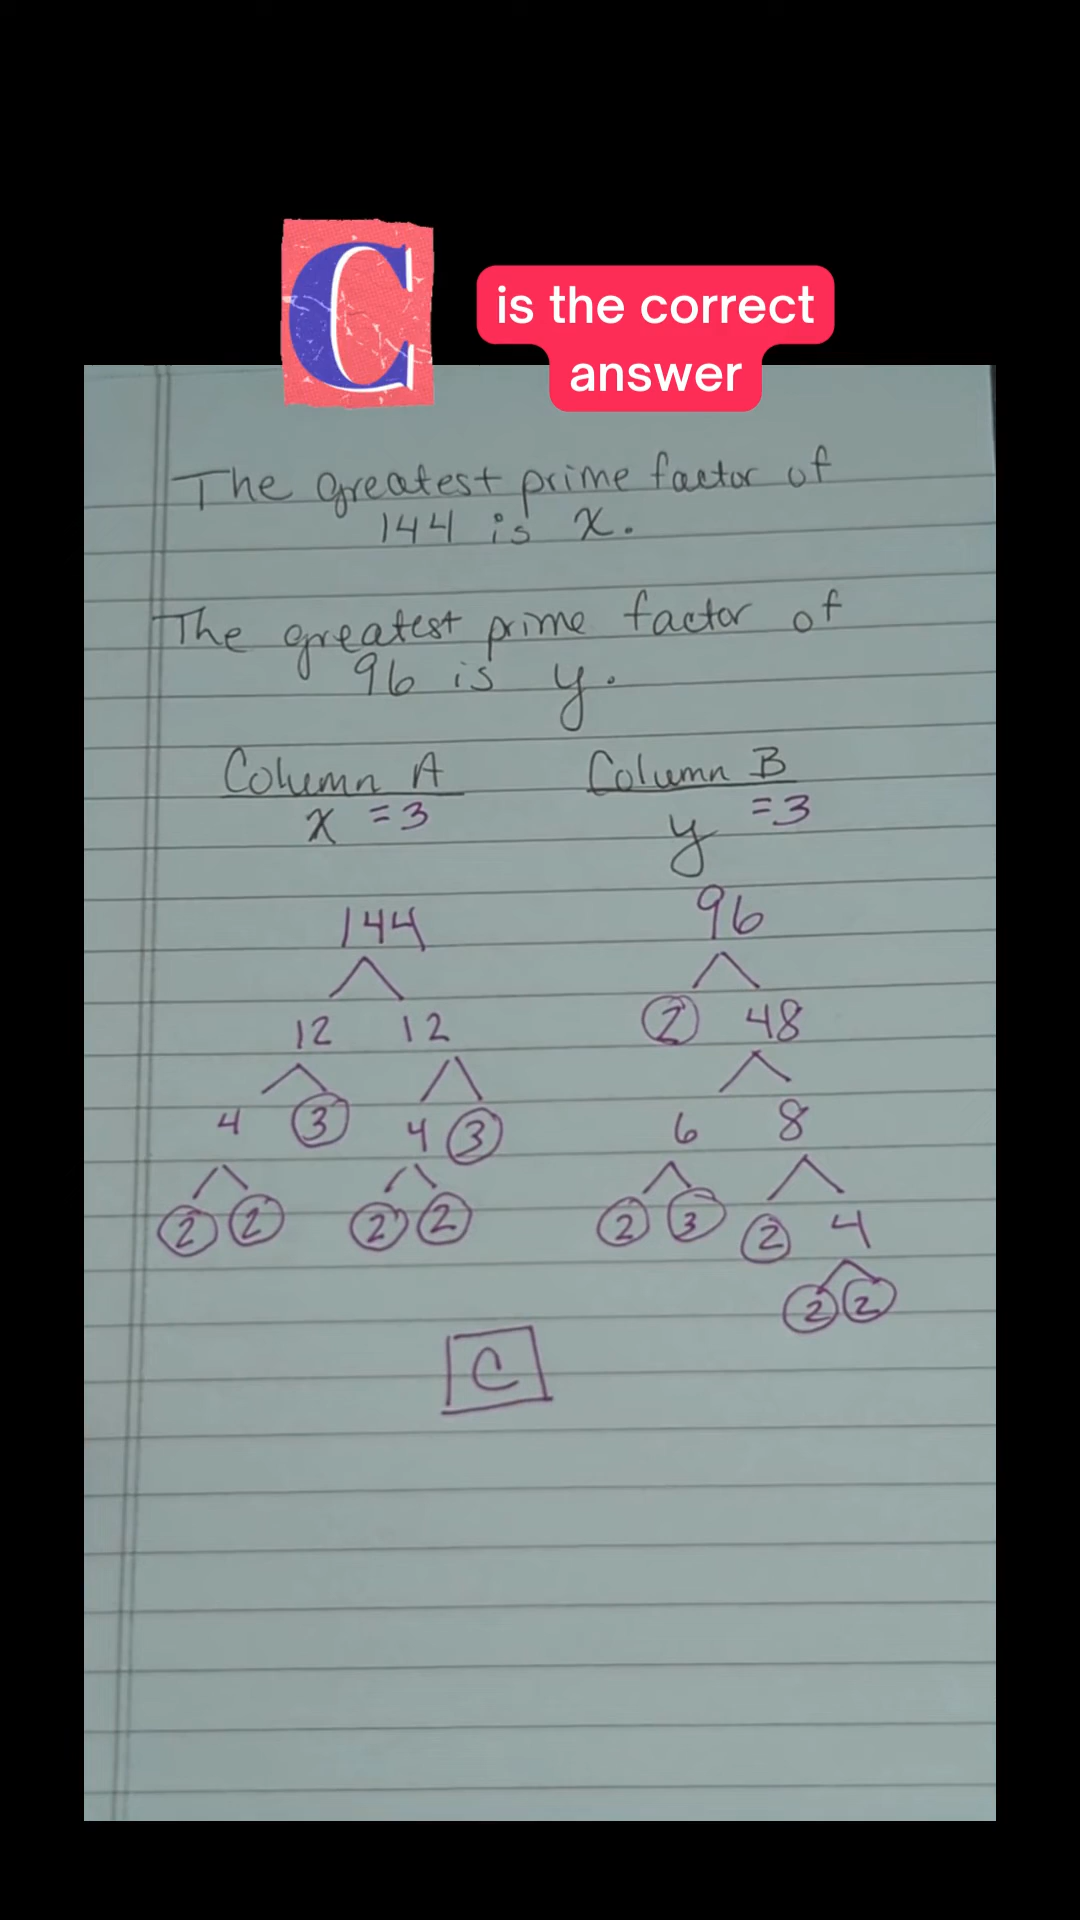 C
is the correct
answer
The greatest prime factor of
144 is x.
The greatest prime factor of
96 is y.
Column A Column B
x = 3 y = 3
144 96
12 12 2 48
4 3 4 3 6 8
2 2 2 2 2 3 2 4
2 2
C